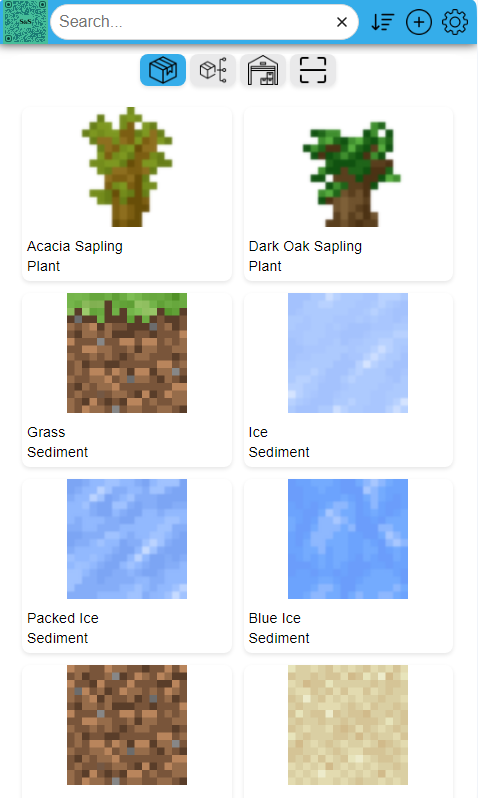 S&S
Search...
Acacia Sapling
Plant
Dark Oak Sapling
Plant
Grass
Sediment
Ice
Sediment
Packed Ice
Sediment
Blue Ice
Sediment